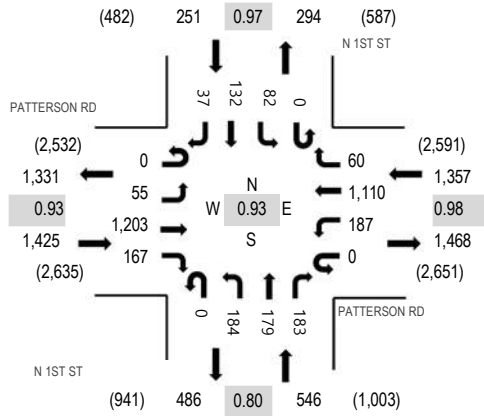 (482) 251 0.97 294 (587)
N 1ST ST
37 132 82 0
PATTERSON RD
(2,532) (2,591)
0 60
1,331 1,357
55 N 1,110
0.93 W 0.93 E 0.98
1,203 S 187
1,425 1,468
167 0
(2,635) (2,651)
0 184 179 183
PATTERSON RD
N 1ST ST
(941) 486 0.80 546 (1,003)